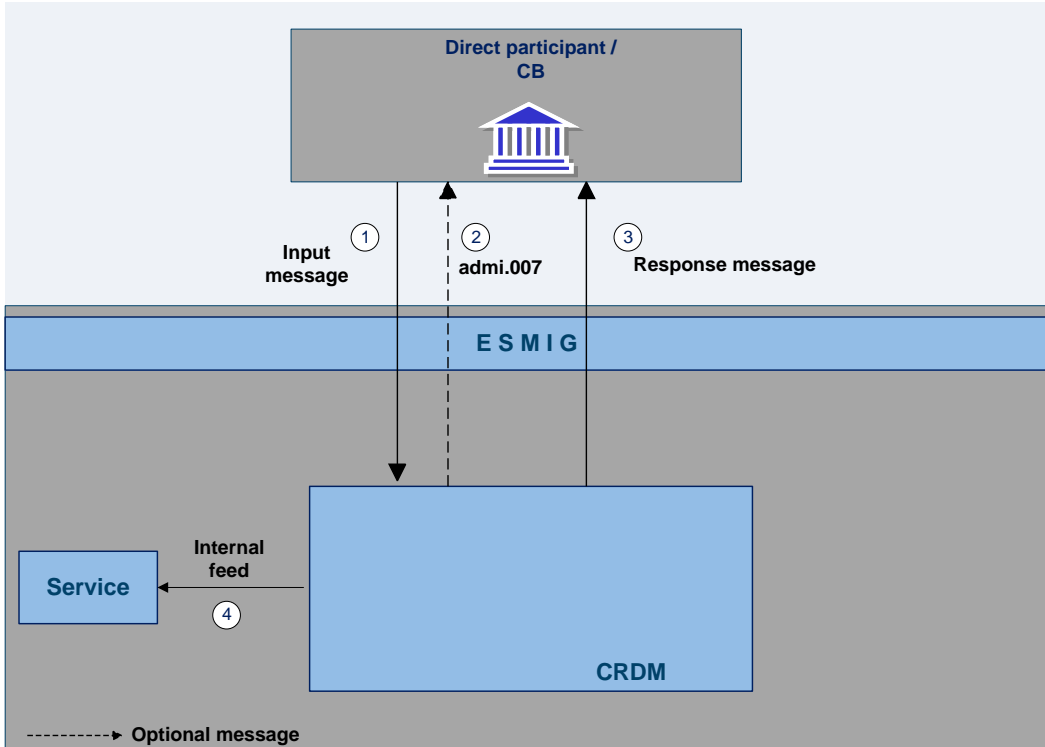 Direct participant /
CB
1
2
3
Input
message
admi.007
Response message
E S M I G
Internal
feed
Service
4
CRDM
Optional message